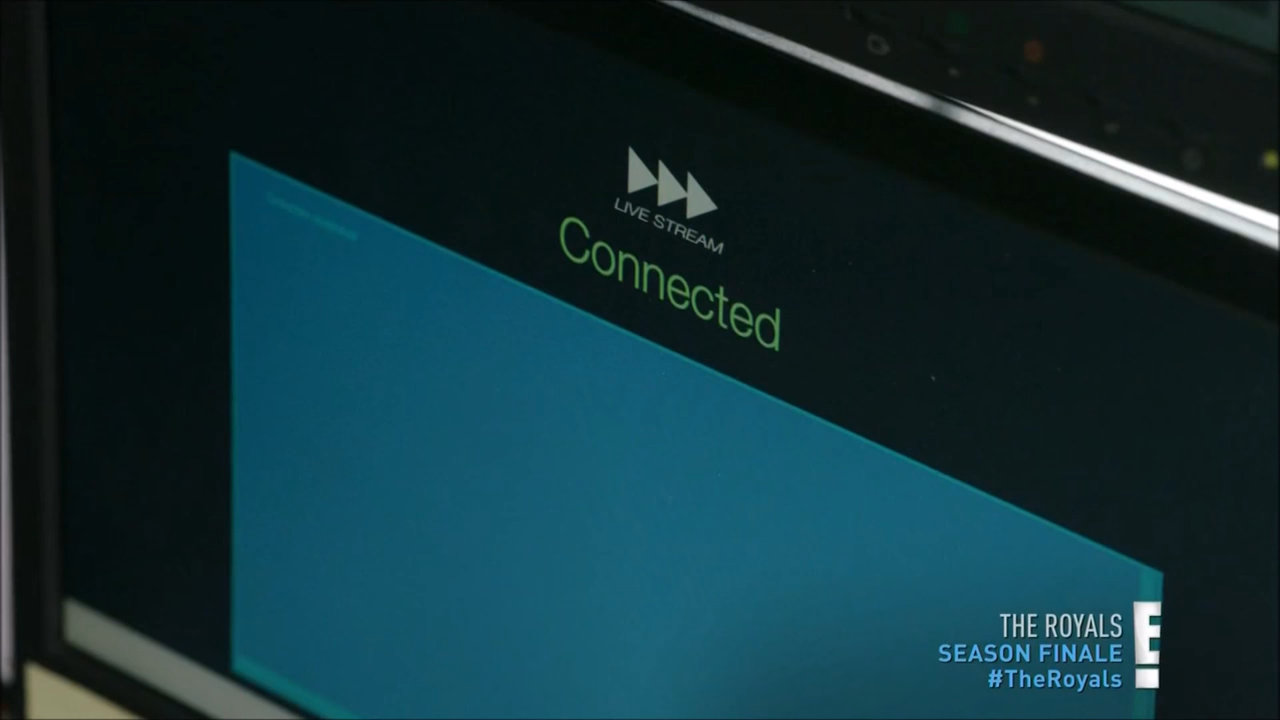 LIVE STREAM
Connected
THE ROYALS
SEASON FINALE
#TheRoyals
E!